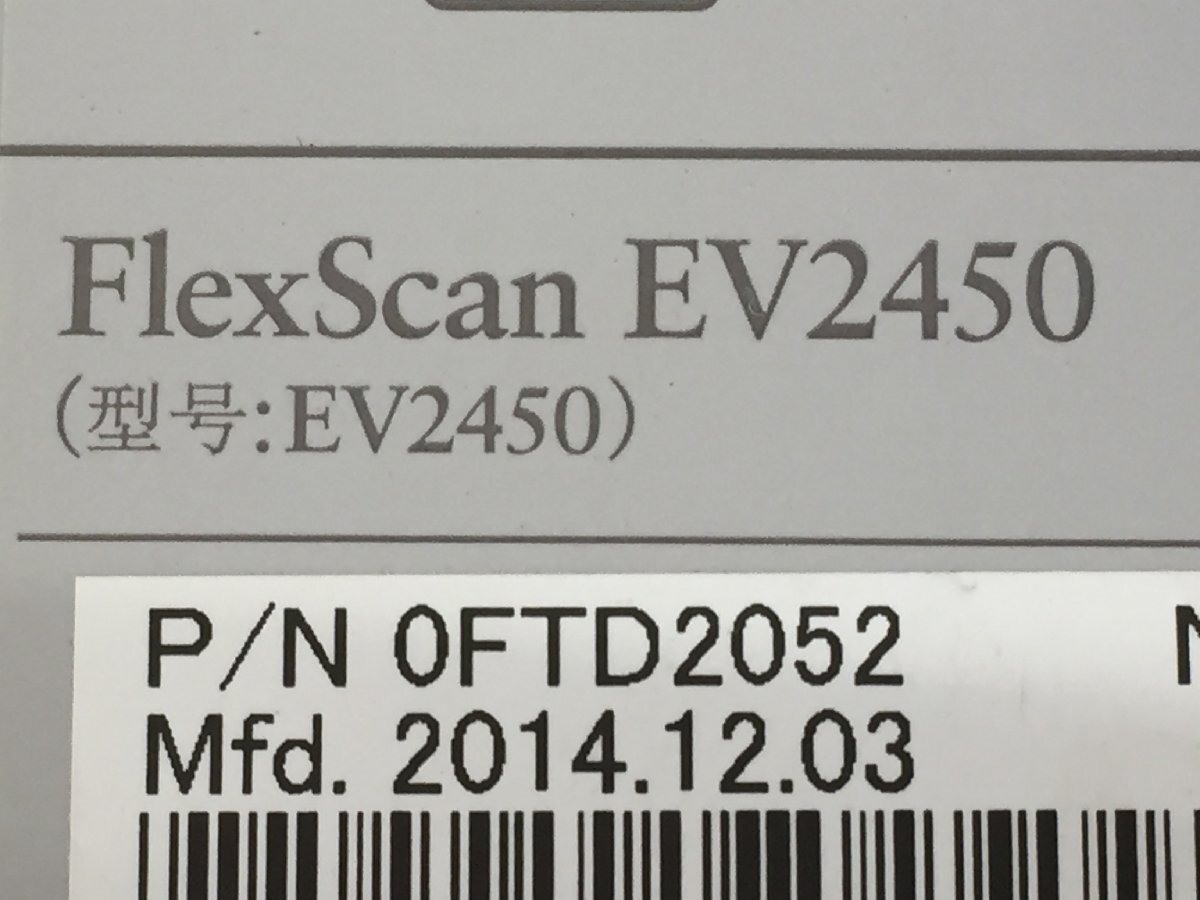 FlexScan EV2450
(型号:EV2450)
P/N 0FTD2052
Mfd. 2014.12.03